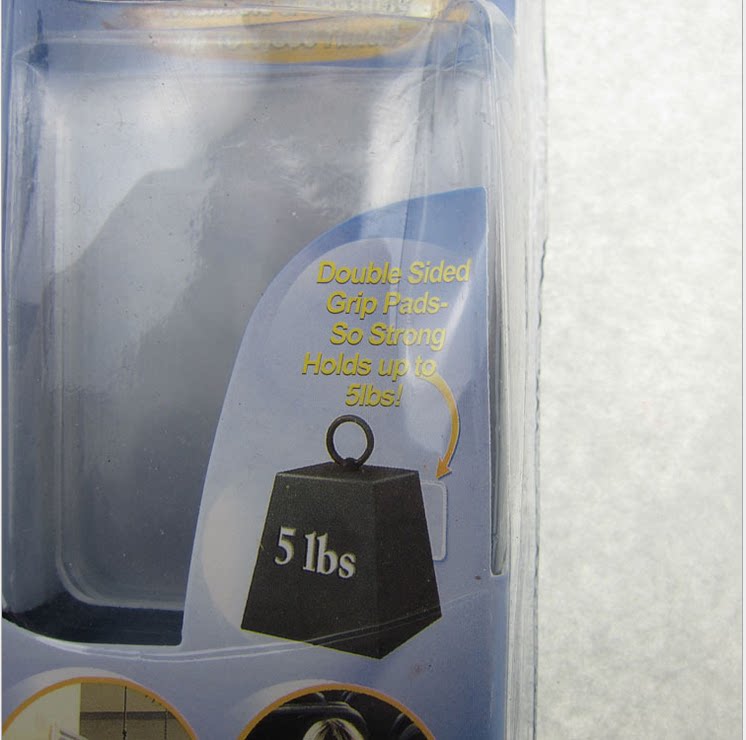 Double Sided
Grip Pads-
So Strong
Holds up to
5lbs!
5 lbs